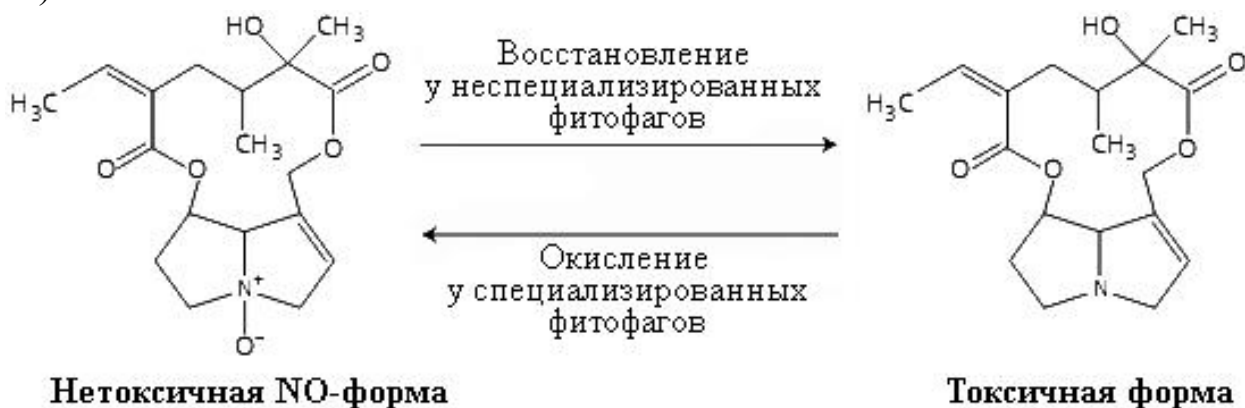 )
HO CH₃
O
H₃C
CH₃
O
O
O
N⁺
O⁻
Восстановление
у неспециализированных
фитофагов
Окисление
у специализированных
фитофагов
HO CH₃
O
H₃C
CH₃
O
O
O
N
Нетоксичная NO-форма
Токсичная форма